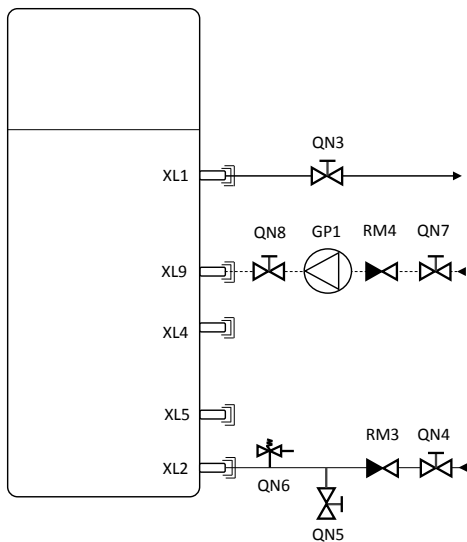 QN3
XL1
QN8 GP1 RM4 QN7
XL9
XL4
XL5
RM3 QN4
XL2
QN6
QN5